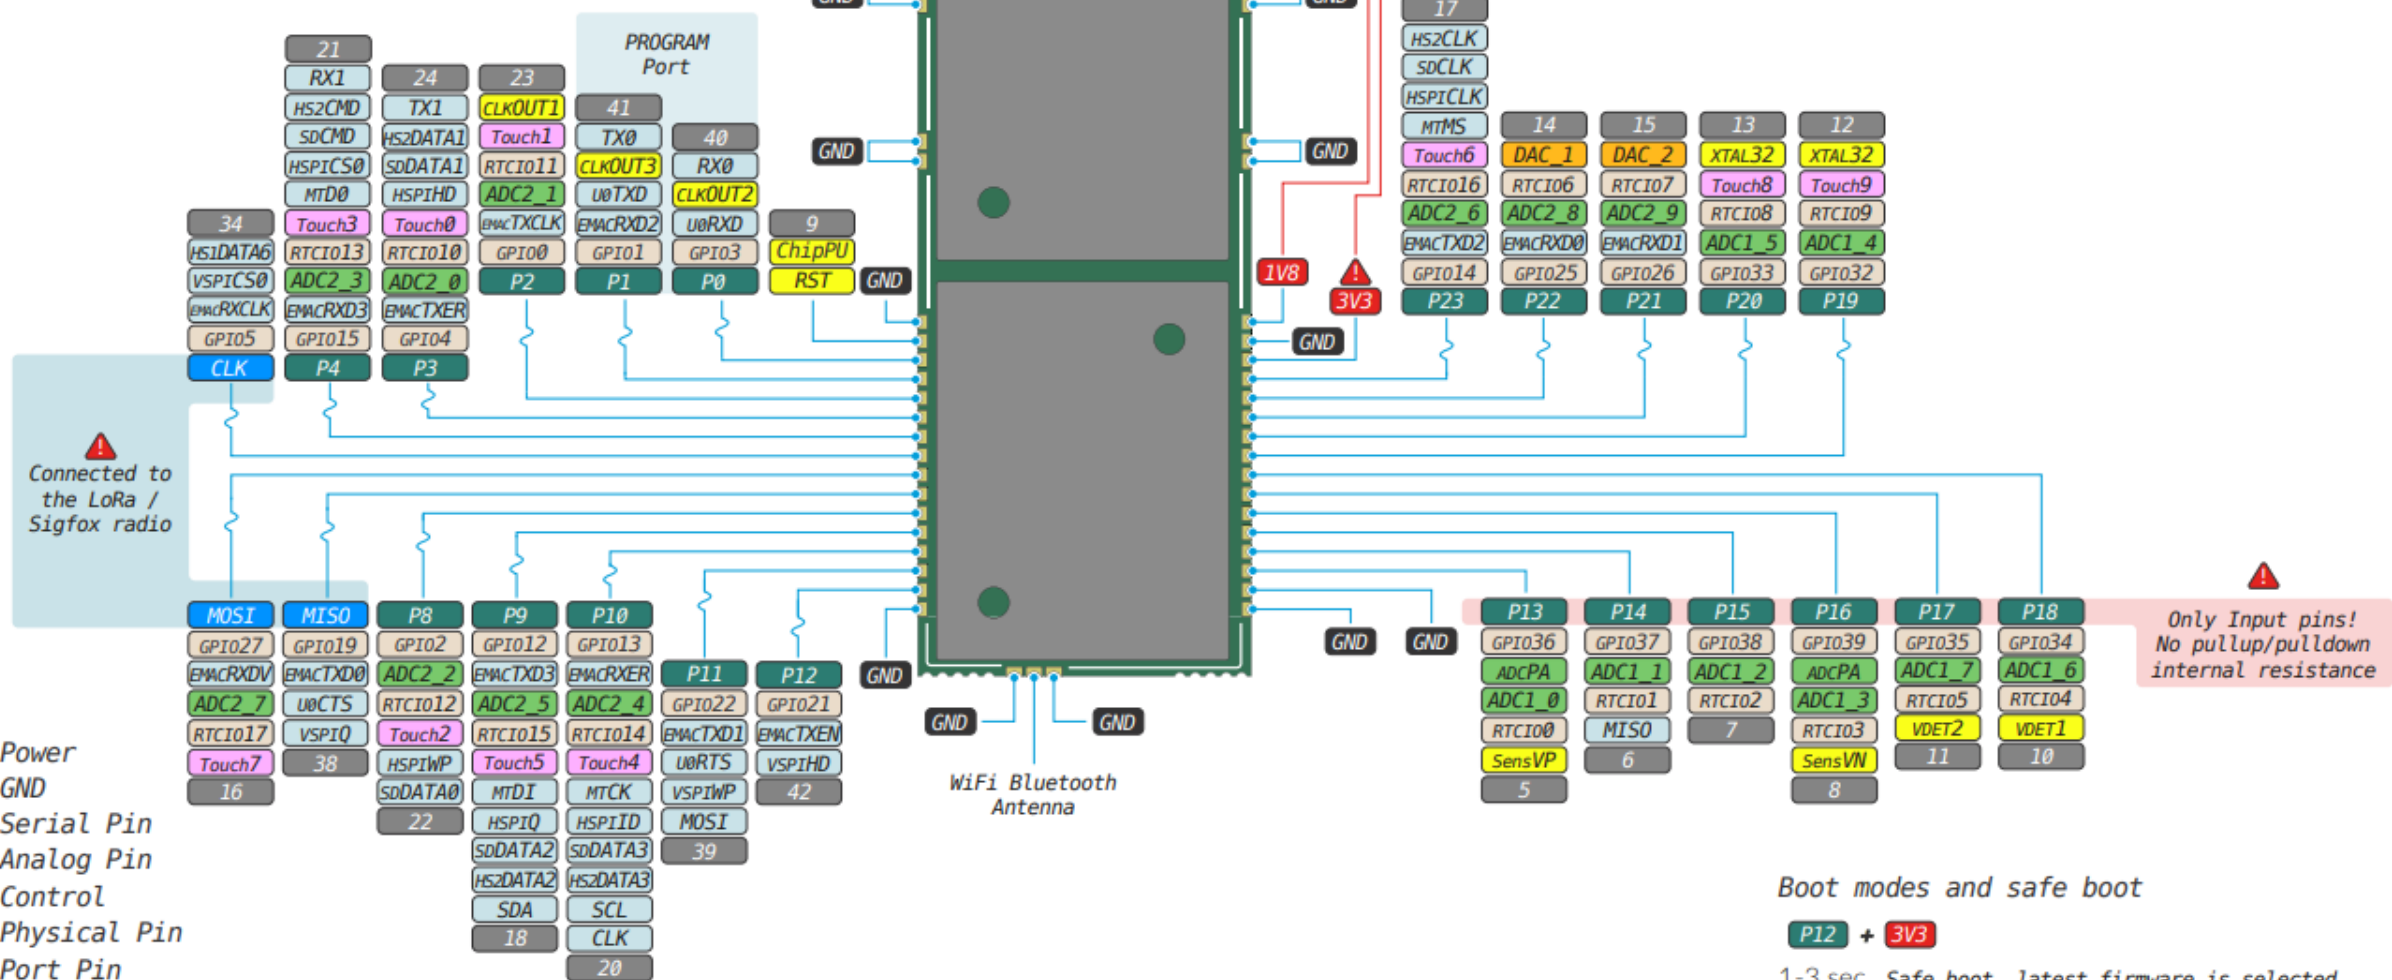 GND
GND
17
HS2CLK
SDCLK
HSPICLK
MTMS
Touch6
RTCIO16
ADC2_6
EMACTXD2
GPIO14
P23
PROGRAM
Port
21
RX1
HS2CMD
SDCMD
HSPICS0
MTD0
Touch3
RTCIO13
ADC2_3
EMACRXD3
GPIO15
P4
24
TX1
HS2DATA1
SDDATA1
HSPIHD
Touch0
RTCIO10
ADC2_0
EMACTXER
GPIO4
P3
23
CLKOUT1
Touch1
RTCIO11
ADC2_1
EMACTXCLK
GPIO0
P2
41
TX0
CLKOUT3
U0TXD
EMACRXD2
GPIO1
P1
40
RX0
CLKOUT2
U0RXD
GPIO3
P0
34
HS1DATA6
VSPICS0
EMACRXCLK
GPIO5
CLK
9
ChipPU
RST
GND
GND
GND
1V8
3V3
GND
14
DAC_1
RTCIO6
ADC2_8
EMACRXD0
GPIO25
P22
15
DAC_2
RTCIO7
ADC2_9
EMACRXD1
GPIO26
P21
13
XTAL32
Touch8
RTCIO8
ADC1_5
GPIO33
P20
12
XTAL32
Touch9
RTCIO9
ADC1_4
GPIO32
P19
Connected to
the LoRa /
Sigfox radio
MOSI
GPIO27
EMACRXDV
ADC2_7
RTCIO17
Touch7
16
MISO
GPIO19
EMACTXD0
U0CTS
VSPIQ
38
P8
GPIO2
ADC2_2
RTCIO12
Touch2
HSPIWP
SDDATA0
22
P9
GPIO12
EMACTXD3
ADC2_5
RTCIO15
Touch5
MTDI
HSPIQ
SDDATA2
HS2DATA2
SDA
18
P10
GPIO13
EMACRXER
ADC2_4
RTCIO14
Touch4
MTCK
HSPIID
SDDATA3
HS2DATA3
SCL
CLK
20
P11
GPIO22
EMACTXD1
U0RTS
VSPIWP
MOSI
39
P12
GPIO21
EMACTXEN
VSPIHD
42
GND
GND
GND
WiFi Bluetooth
Antenna
GND
GND
P13
GPIO36
ADCPA
ADC1_0
RTCIO0
SensVP
5
P14
GPIO37
ADC1_1
RTCIO1
MISO
6
P15
GPIO38
ADC1_2
RTCIO2
7
P16
GPIO39
ADCPA
ADC1_3
RTCIO3
SensVN
8
P17
GPIO35
ADC1_7
RTCIO5
VDET2
11
P18
GPIO34
ADC1_6
RTCIO4
VDET1
10
Only Input pins!
No pullup/pulldown
internal resistance
Power
GND
Serial Pin
Analog Pin
Control
Physical Pin
Port Pin
Boot modes and safe boot
P12 + 3V3
1-3 sec Safe boot, latest firmware is selected